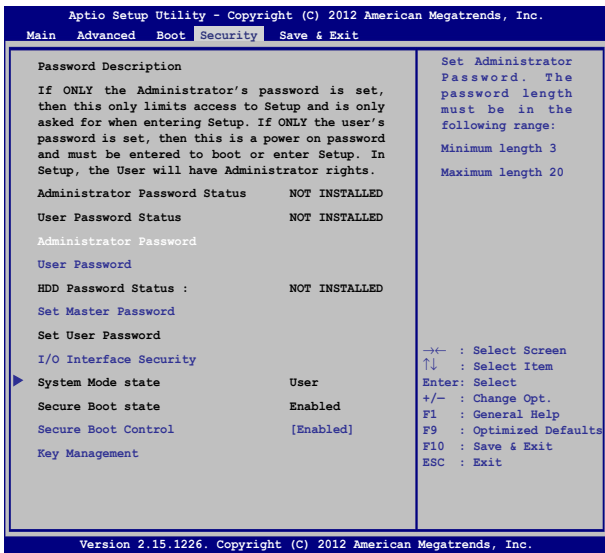 Aptio Setup Utility - Copyright (C) 2012 American Megatrends, Inc.
Main Advanced Boot Security Save & Exit
Password Description
If ONLY the Administrator's password is set,
then this only limits access to Setup and is only
asked for when entering Setup. If ONLY the user's
password is set, then this is a power on password
and must be entered to boot or enter Setup. In
Setup, the User will have Administrator rights.
Administrator Password Status NOT INSTALLED
User Password Status NOT INSTALLED
Administrator Password
User Password
HDD Password Status : NOT INSTALLED
Set Master Password
Set User Password
I/O Interface Security
System Mode state User
Secure Boot state Enabled
Secure Boot Control [Enabled]
Key Management
Set Administrator
Password. The
password length
must be in the
following range:
Minimum length 3
Maximum length 20
→← : Select Screen
↑↓ : Select Item
Enter: Select
+/— : Change Opt.
F1 : General Help
F9 : Optimized Defaults
F10 : Save & Exit
ESC : Exit
Version 2.15.1226. Copyright (C) 2012 American Megatrends, Inc.